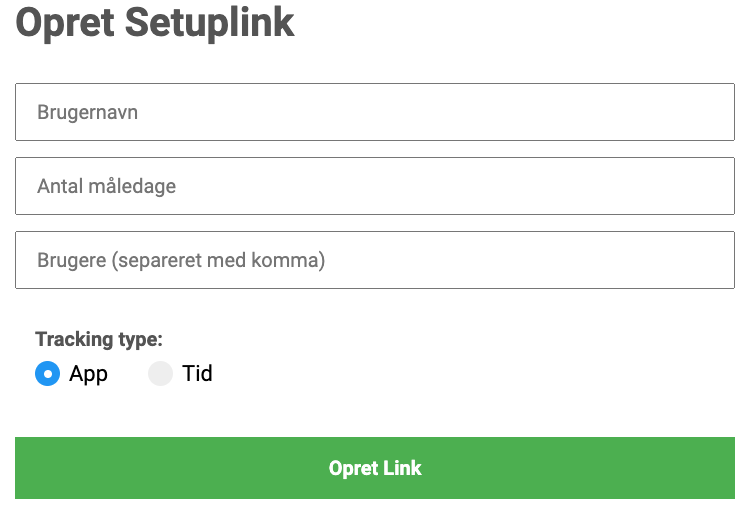 Opret Setuplink
Brugernavn
Antal måledage
Brugere (separeret med komma)
Tracking type:
App Tid
Opret Link